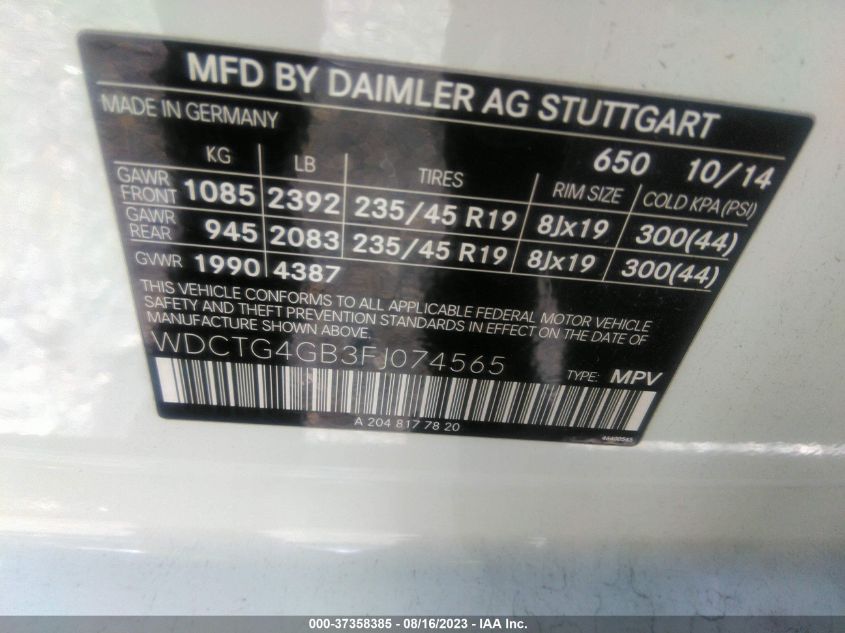 MFD BY DAIMLER AG STUTTGART
MADE IN GERMANY
650 10/14
KG LB TIRES RIM SIZE COLD KPA(PSI)
GAWR FRONT 1085 2392 235/45 R19 8Jx19 300(44)
GAWR REAR 945 2083 235/45 R19 8Jx19 300(44)
GVWR 1990 4387
THIS VEHICLE CONFORMS TO ALL APPLICABLE FEDERAL MOTOR VEHICLE
SAFETY AND THEFT PREVENTION STANDARDS IN EFFECT ON THE DATE OF
MANUFACTURE SHOWN ABOVE.
WDCTG4GB3FJ074565
TYPE: MPV
A 204 817 78 20
000-37358385 - 08/16/2023 - IAA Inc.